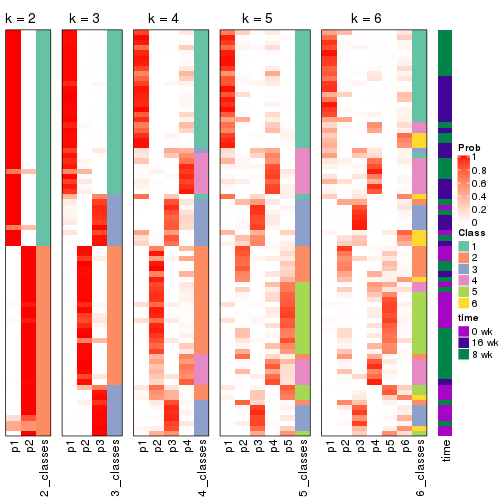 k = 2 k = 3 k = 4 k = 5 k = 6
Prob
1
0.8
0.6
0.4
0.2
0
Class
1
2
3
4
5
6
time
0 wk
16 wk
8 wk
p1 p2 2_classes p1 p2 p3 3_classes p1 p2 p3 p4 4_classes p1 p2 p3 p4 p5 5_classes p1 p2 p3 p4 p5 p6 6_classes time